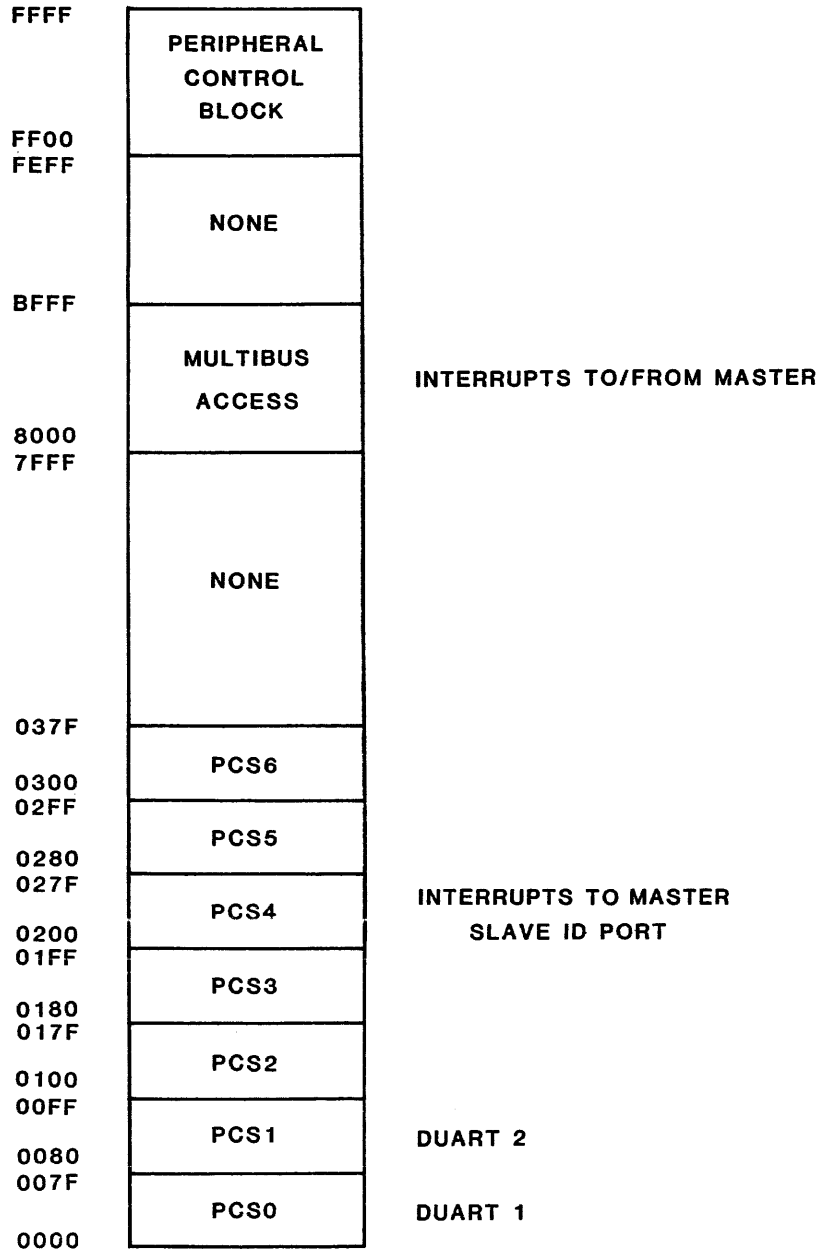 FFFF
PERIPHERAL
CONTROL
BLOCK
FF00
FEFF
NONE
BFFF
MULTIBUS
ACCESS
INTERRUPTS TO/FROM MASTER
8000
7FFF
NONE
037F
PCS6
0300
02FF
PCS5
0280
027F
PCS4
INTERRUPTS TO MASTER
SLAVE ID PORT
0200
01FF
PCS3
0180
017F
PCS2
0100
00FF
PCS1
DUART 2
0080
007F
PCS0
DUART 1
0000